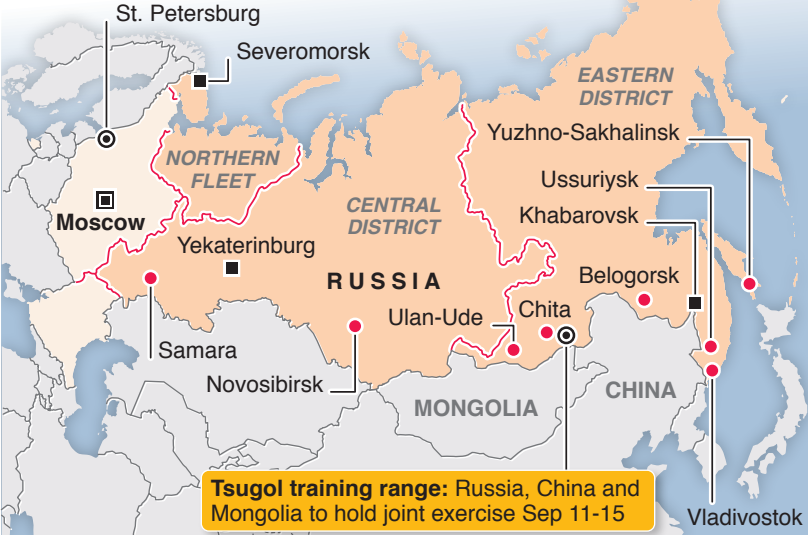 St. Petersburg
Severomorsk
EASTERN
DISTRICT
Yuzhno-Sakhalinsk
NORTHERN
FLEET
Ussuriysk
CENTRAL
DISTRICT
Khabarovsk
Moscow
Yekaterinburg
RUSSIA
Belogorsk
Ulan-Ude
Chita
Samara
Novosibirsk
MONGOLIA
CHINA
Tsugol training range: Russia, China and
Mongolia to hold joint exercise Sep 11-15
Vladivostok